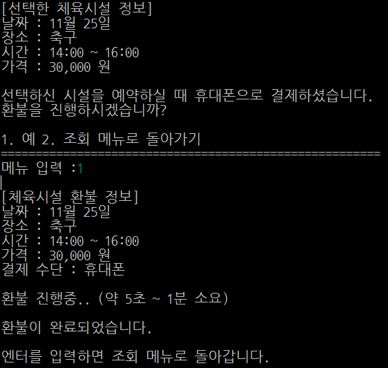 [선택한 체육시설 정보]
날짜 : 11월 25일
장소 : 축구
시간 : 14:00 ~ 16:00
가격 : 30,000 원
선택하신 시설을 예약하실 때 휴대폰으로 결제하셨습니다.
환불을 진행하시겠습니까?
1. 예 2. 조회 메뉴로 돌아가기
======================================================
메뉴 입력 :1
[체육시설 환불 정보]
날짜 : 11월 25일
장소 : 축구
시간 : 14:00 ~ 16:00
가격 : 30,000 원
결제 수단 : 휴대폰
환불 진행중.. (약 5초 ~ 1분 소요)
환불이 완료되었습니다.
엔터를 입력하면 조회 메뉴로 돌아갑니다.